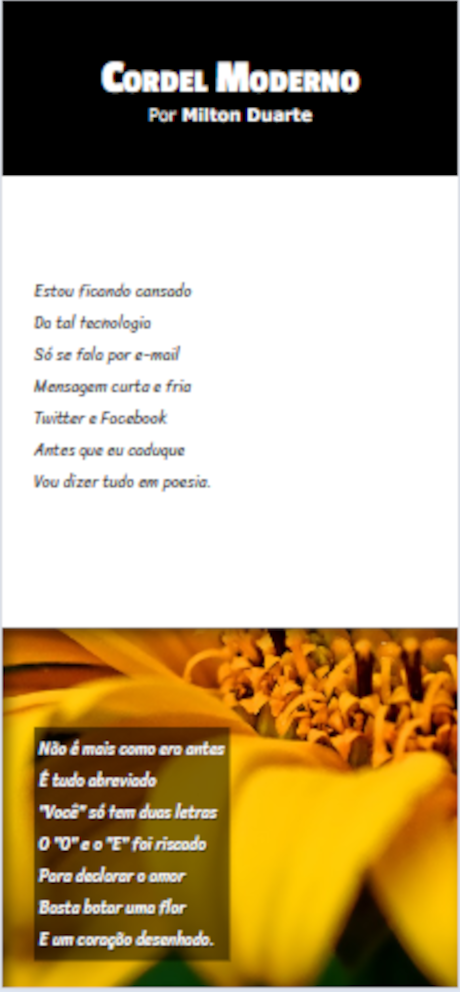 Cordel Moderno
Por Milton Duarte
Estou ficando cansado
Da tal tecnologia
Só se fala por e-mail
Mensagem curta e fria
Twitter e Facebook
Antes que eu caduque
Vou dizer tudo em poesia.
Não é mais como era antes
É tudo abreviado
"Você" só tem duas letras
O "O" e o "E" foi riscado
Para declarar o amor
Basta botar uma flor
E um coração desenhado.